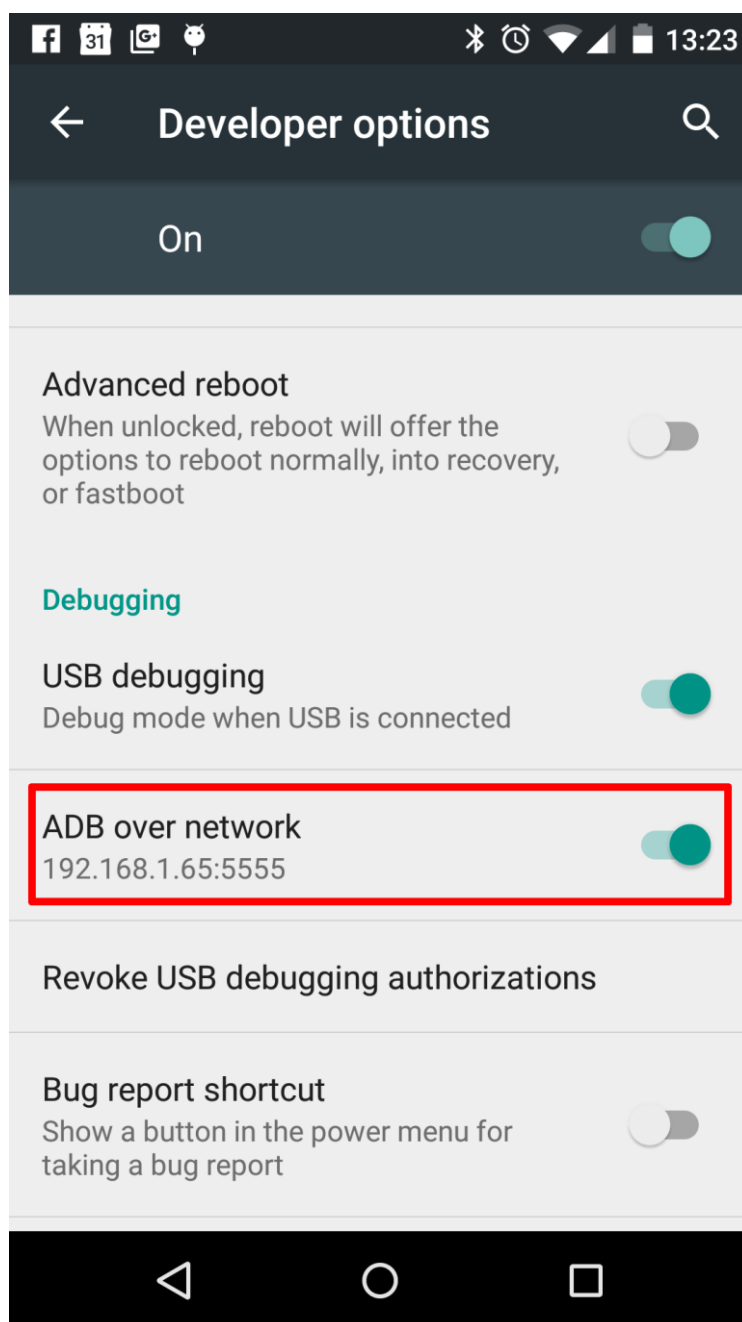 31 G+ 13:23
Developer options
On
Advanced reboot
When unlocked, reboot will offer the
options to reboot normally, into recovery,
or fastboot
Debugging
USB debugging
Debug mode when USB is connected
ADB over network
192.168.1.65:5555
Revoke USB debugging authorizations
Bug report shortcut
Show a button in the power menu for
taking a bug report